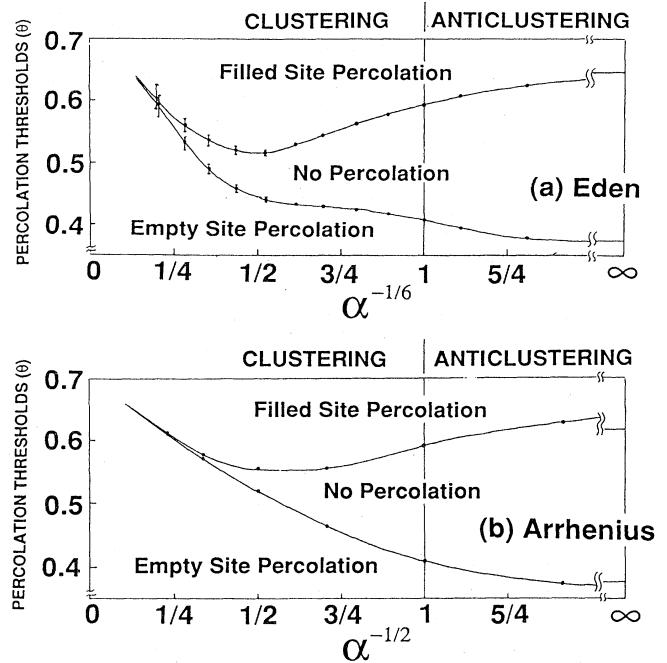 CLUSTERING ANTICLUSTERING
0.7
Filled Site Percolation
0.6
PERCOLATION THRESHOLDS (θ)
0.5
No Percolation
(a) Eden
Empty Site Percolation
0.4
0 1/4 1/2 3/4 1 5/4 ∞
α^{-1/6}
CLUSTERING ANTICLUSTERING
0.7
Filled Site Percolation
0.6
PERCOLATION THRESHOLDS (θ)
No Percolation
0.5
(b) Arrhenius
Empty Site Percolation
0.4
0 1/4 1/2 3/4 1 5/4 ∞
α^{-1/2}